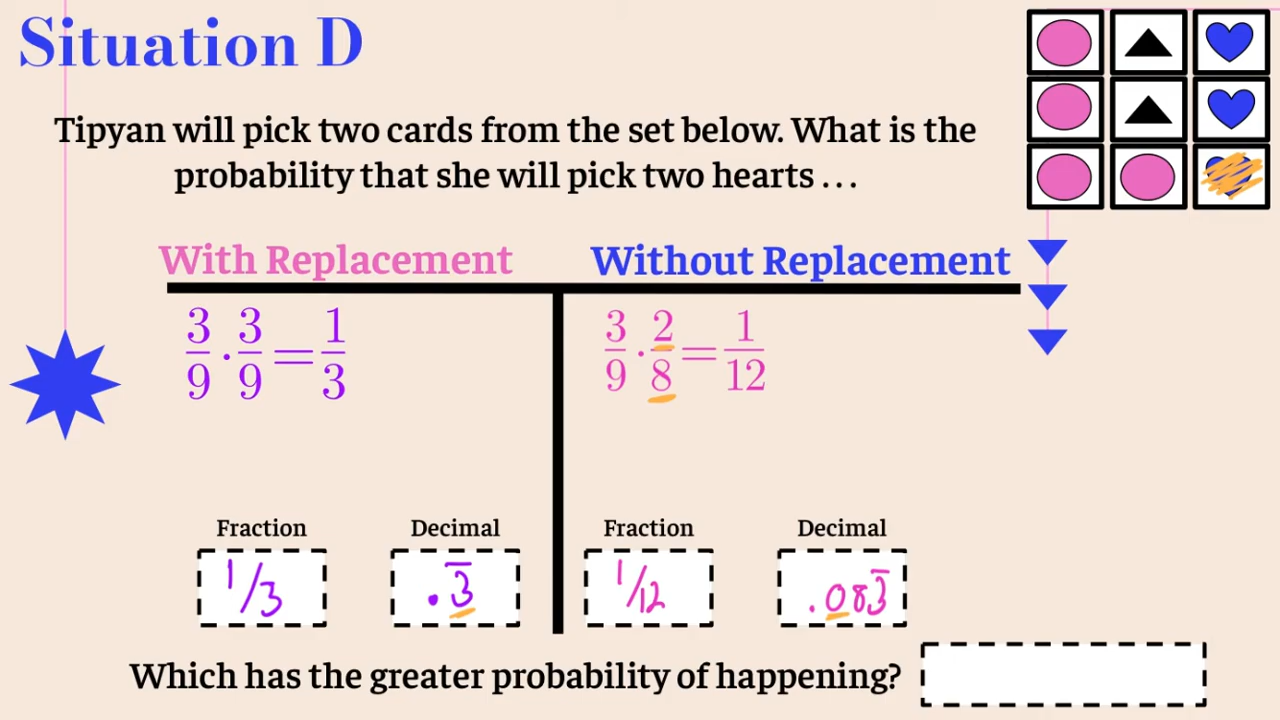 Situation D
Tipyan will pick two cards from the set below. What is the
probability that she will pick two hearts . . .
With Replacement
Without Replacement
3/9 · 3/9 = 1/3
3/9 · 2/8 = 1/12
Fraction
Decimal
Fraction
Decimal
1/3
.3̅
1/12
.083̅
Which has the greater probability of happening?